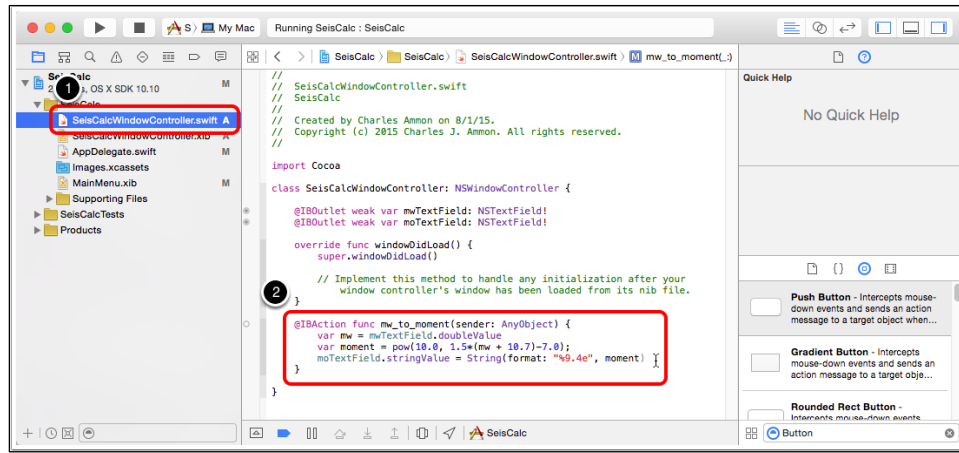 S⟩ My Mac
Running SeisCalc : SeisCalc
SeisCalc
M
2 s, OS X SDK 10.10
1
SeisCalc
SeisCalcWindowController.swift A
SeisCalcWindowController.xib A
AppDelegate.swift M
Images.xcassets
MainMenu.xib M
Supporting Files
SeisCalcTests
Products
SeisCalc ⟩ SeisCalc ⟩ SeisCalcWindowController.swift ⟩ M mw_to_moment(_:)
//
// SeisCalcWindowController.swift
// SeisCalc
//
// Created by Charles Ammon on 8/1/15.
// Copyright (c) 2015 Charles J. Ammon. All rights reserved.
//
import Cocoa
class SeisCalcWindowController: NSWindowController {
@IBOutlet weak var mwTextField: NSTextField!
@IBOutlet weak var moTextField: NSTextField!
override func windowDidLoad() {
super.windowDidLoad()
// Implement this method to handle any initialization after your
window controller's window has been loaded from its nib file.
2
}
@IBAction func mw_to_moment(sender: AnyObject) {
var mw = mwTextField.doubleValue
var moment = pow(10.0, 1.5*(mw + 10.7)-7.0);
moTextField.stringValue = String(format: "%9.4e", moment)
}
}
SeisCalc
Quick Help
No Quick Help
{}
Push Button - Intercepts mouse-
down events and sends an action
message to a target object when...
Gradient Button - Intercepts
mouse-down events and sends an
action message to a target obje...
Rounded Rect Button -
Intercepts mouse-down events
Button